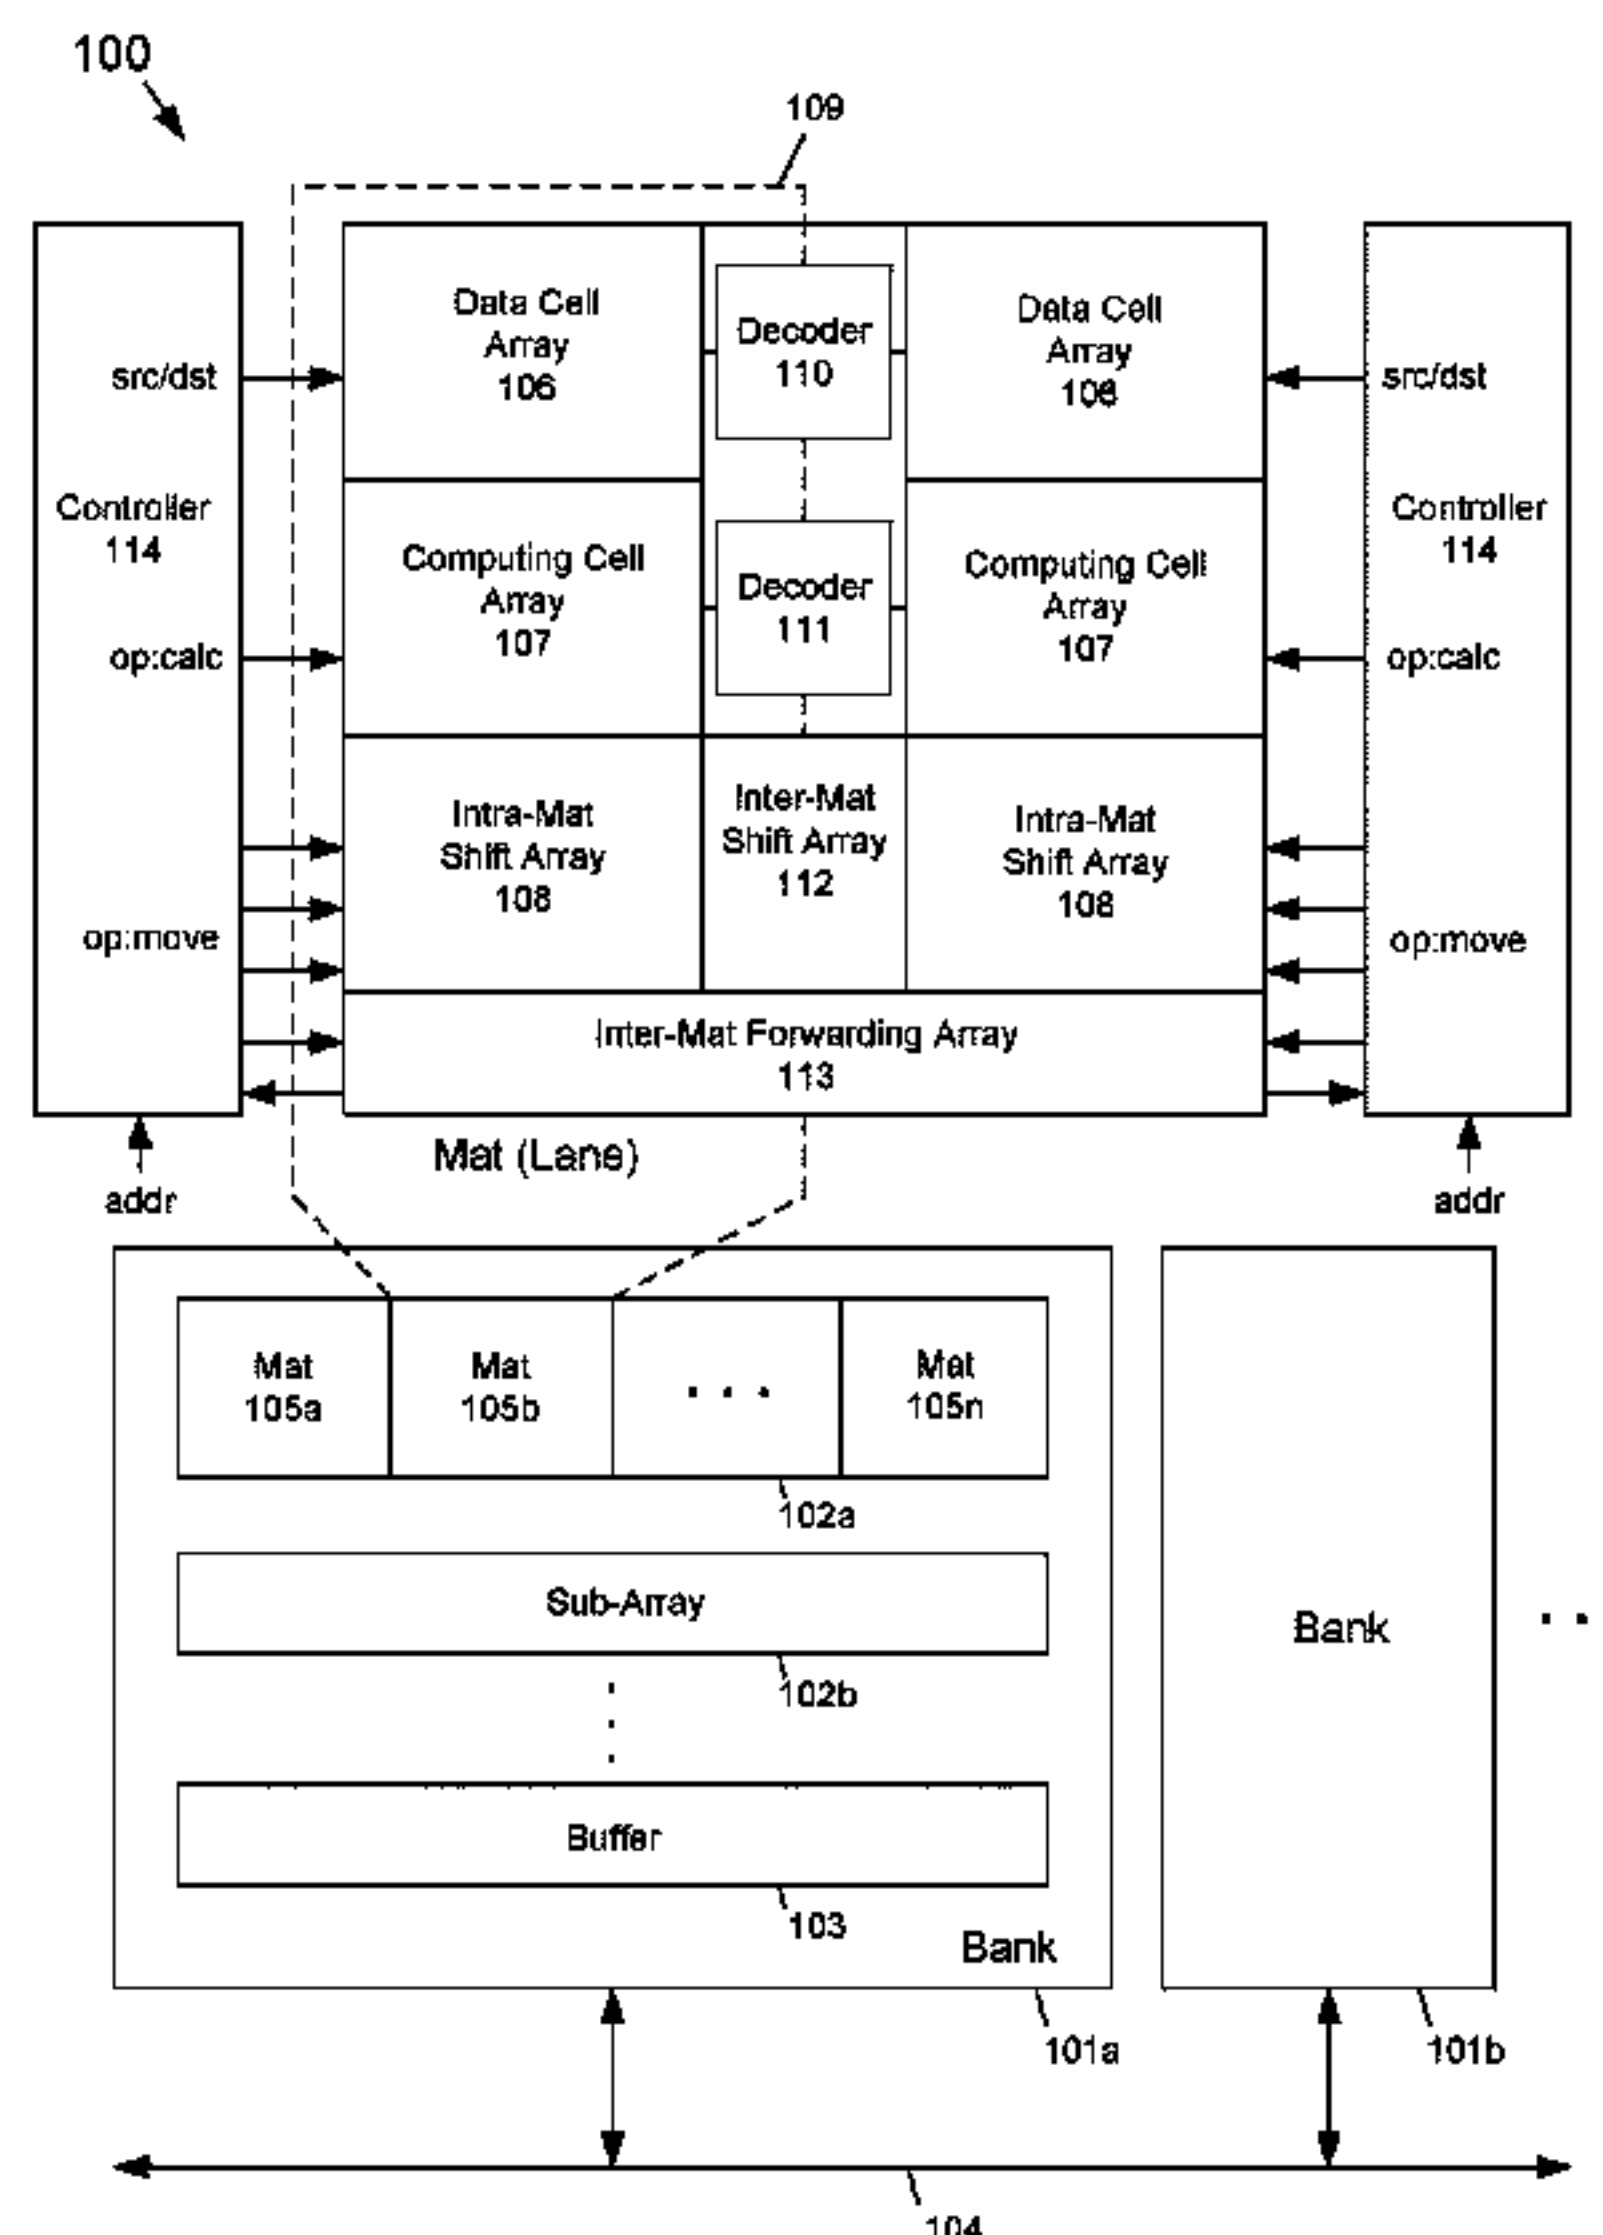 100
109
Data Cell
Array
106
Decoder
110
Data Cell
Array
106
src/dst
src/dst
Controller
114
Controller
114
Computing Cell
Array
107
Decoder
111
Computing Cell
Array
107
op:calc
op:calc
Intra-Mat
Shift Array
108
Inter-Mat
Shift Array
112
Intra-Mat
Shift Array
108
op:move
op:move
Inter-Mat Forwarding Array
113
Mat (Lane)
addr
addr
Mat
105a
Mat
105b
. . .
Mat
105n
102a
Sub-Array
102b
Buffer
103
Bank
101a
Bank
101b
104